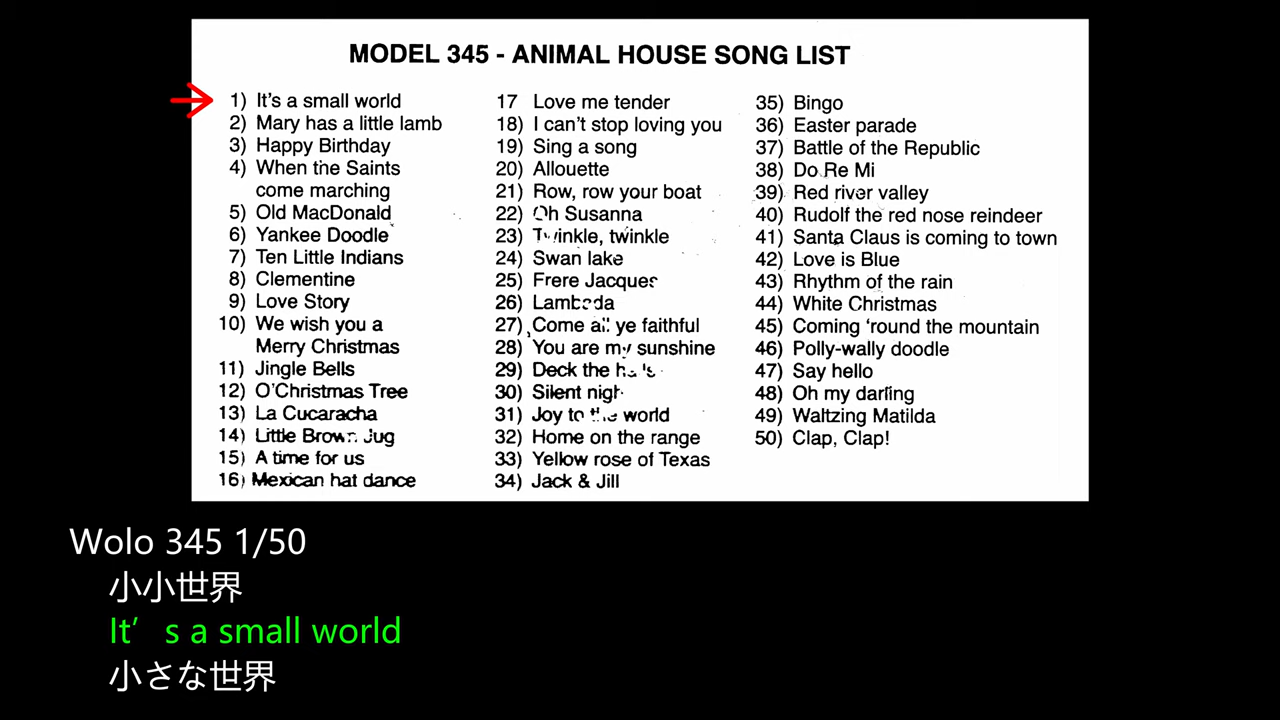 MODEL 345 - ANIMAL HOUSE SONG LIST
1) It's a small world
2) Mary has a little lamb
3) Happy Birthday
4) When the Saints
come marching
5) Old MacDonald
6) Yankee Doodle
7) Ten Little Indians
8) Clementine
9) Love Story
10) We wish you a
Merry Christmas
11) Jingle Bells
12) O'Christmas Tree
13) La Cucaracha
14) Little Brown Jug
15) A time for us
16) Mexican hat dance
17 Love me tender
18) I can't stop loving you
19) Sing a song
20) Allouette
21) Row, row your boat
22) Oh Susanna
23) Twinkle, twinkle
24) Swan lake
25) Frere Jacques
26) Lambada
27) Come all ye faithful
28) You are my sunshine
29) Deck the halls
30) Silent night
31) Joy to the world
32) Home on the range
33) Yellow rose of Texas
34) Jack & Jill
35) Bingo
36) Easter parade
37) Battle of the Republic
38) Do Re Mi
39) Red river valley
40) Rudolf the red nose reindeer
41) Santa Claus is coming to town
42) Love is Blue
43) Rhythm of the rain
44) White Christmas
45) Coming 'round the mountain
46) Polly-wally doodle
47) Say hello
48) Oh my darling
49) Waltzing Matilda
50) Clap, Clap!
Wolo 345 1/50
小小世界
It's a small world
小さな世界